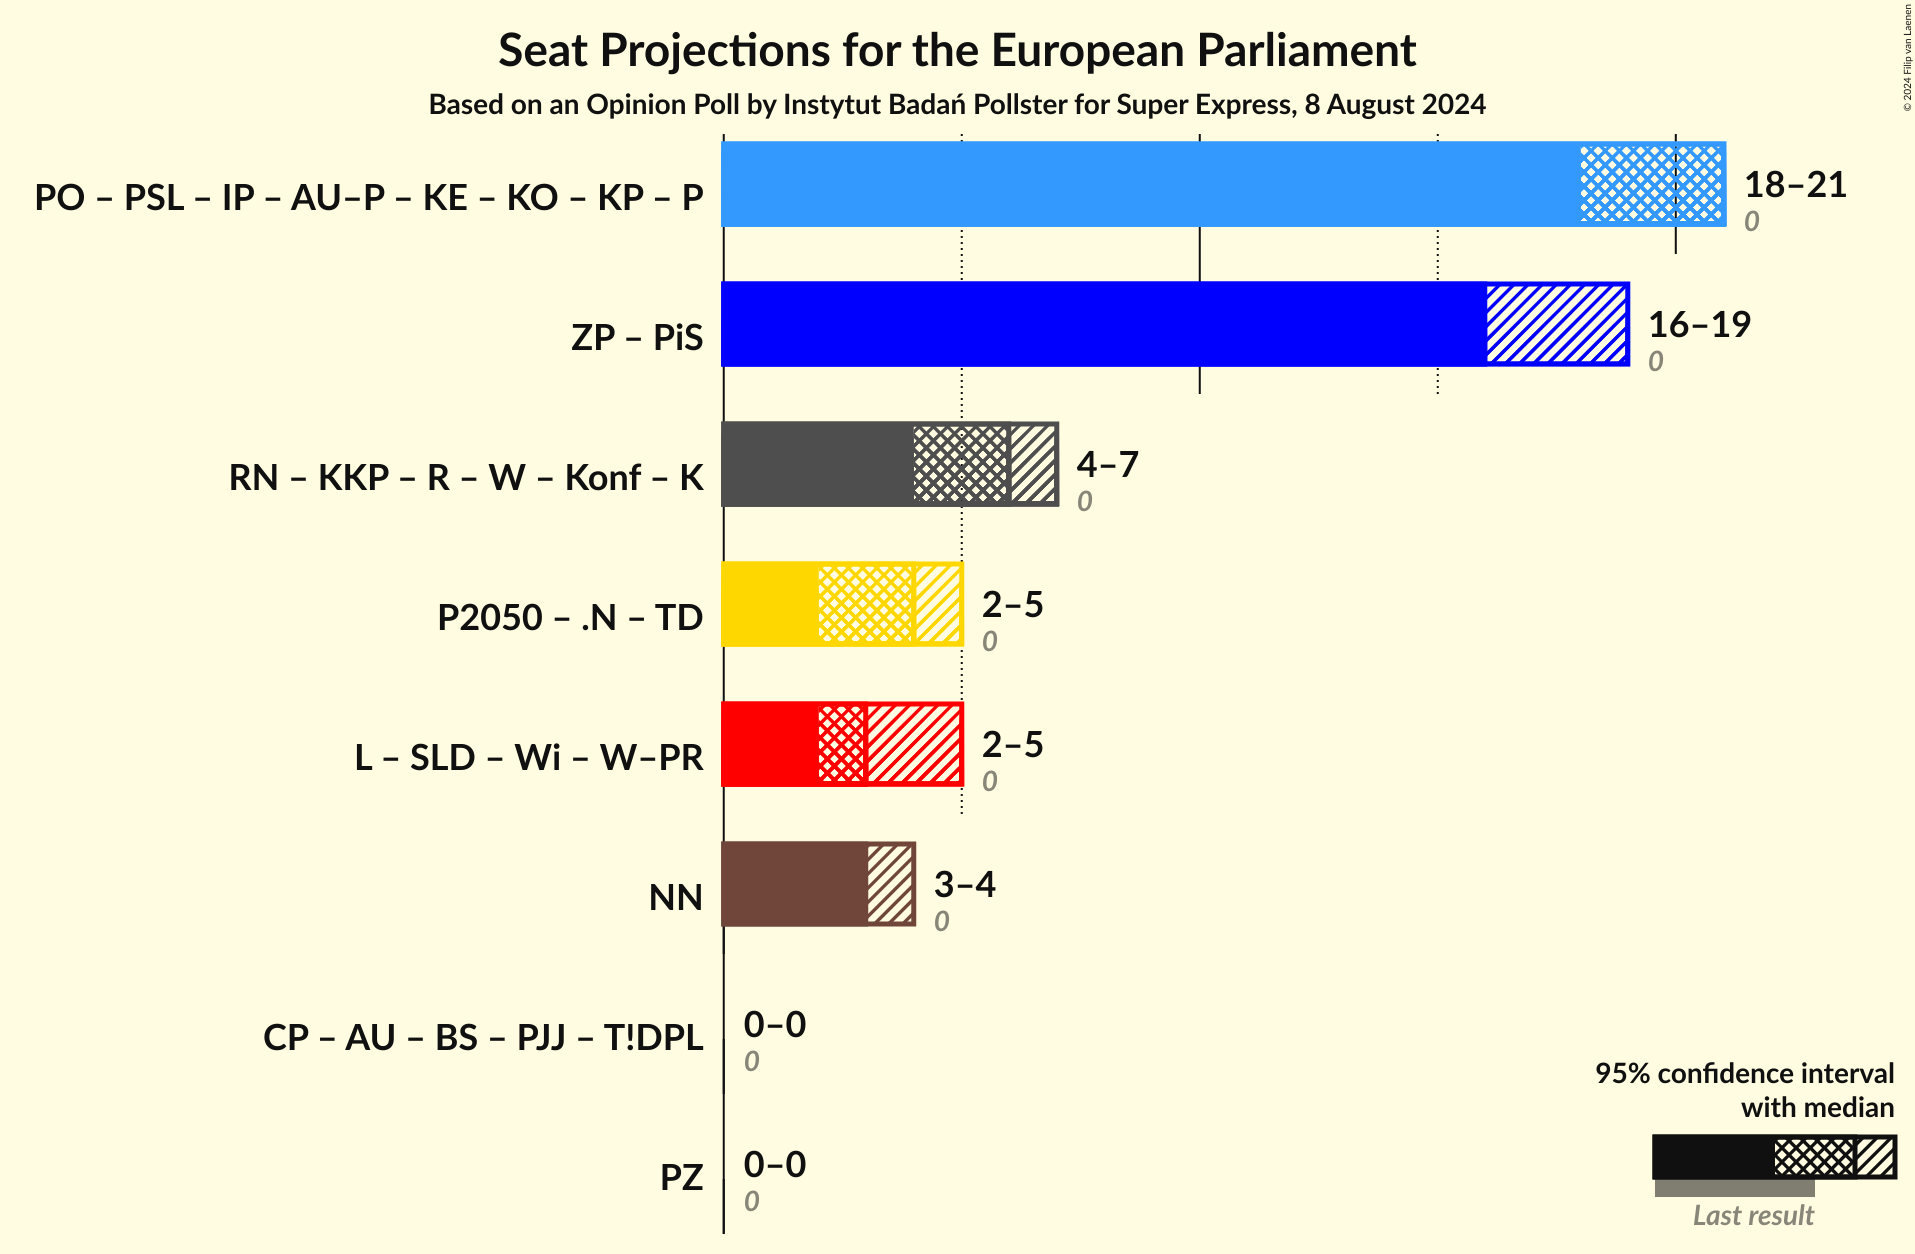 Seat Projections for the European Parliament
Based on an Opinion Poll by Instytut Badań Pollster for Super Express, 8 August 2024
© 2024 Filip van Laenen
PO – PSL – IP – AU–P – KE – KO – KP – P
18–21
0
ZP – PiS
16–19
0
RN – KKP – R – W – Konf – K
4–7
0
P2050 – .N – TD
2–5
0
L – SLD – Wi – W–PR
2–5
0
NN
3–4
0
CP – AU – BS – PJJ – T!DPL
0–0
0
PZ
0–0
0
95% confidence interval
with median
Last result